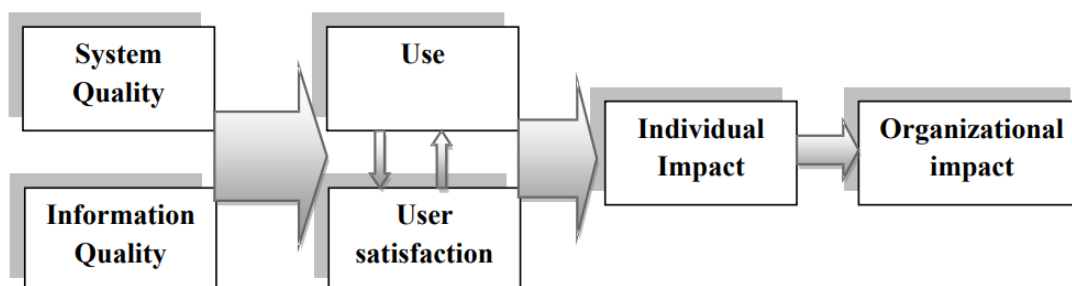 System
Quality
Use
Individual
Impact
Organizational
impact
Information
Quality
User
satisfaction